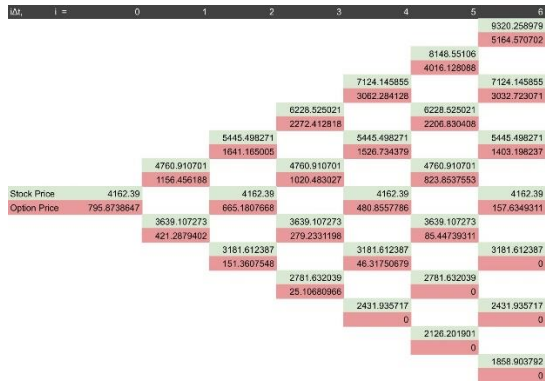 iΔt, i = 0 1 2 3 4 5 6
9320.258979
5164.570702
8148.55106
4016.128088
7124.145855 7124.145855
3062.284128 3032.723071
6228.525021 6228.525021
2272.412818 2206.830408
5445.498271 5445.498271 5445.498271
1641.165005 1526.734379 1403.198237
4760.910701 4760.910701 4760.910701
1156.456188 1020.483027 823.8537553
Stock Price 4162.39 4162.39 4162.39 4162.39
Option Price 795.8738647 665.1807668 480.8557786 157.6349311
3639.107273 3639.107273 3639.107273
421.2879402 279.2331198 85.44739311
3181.612387 3181.612387 3181.612387
151.3607548 46.31750679 0
2781.632039 2781.632039
25.10680966 0
2431.935717 2431.935717
0 0
2126.201901
0
1858.903792
0